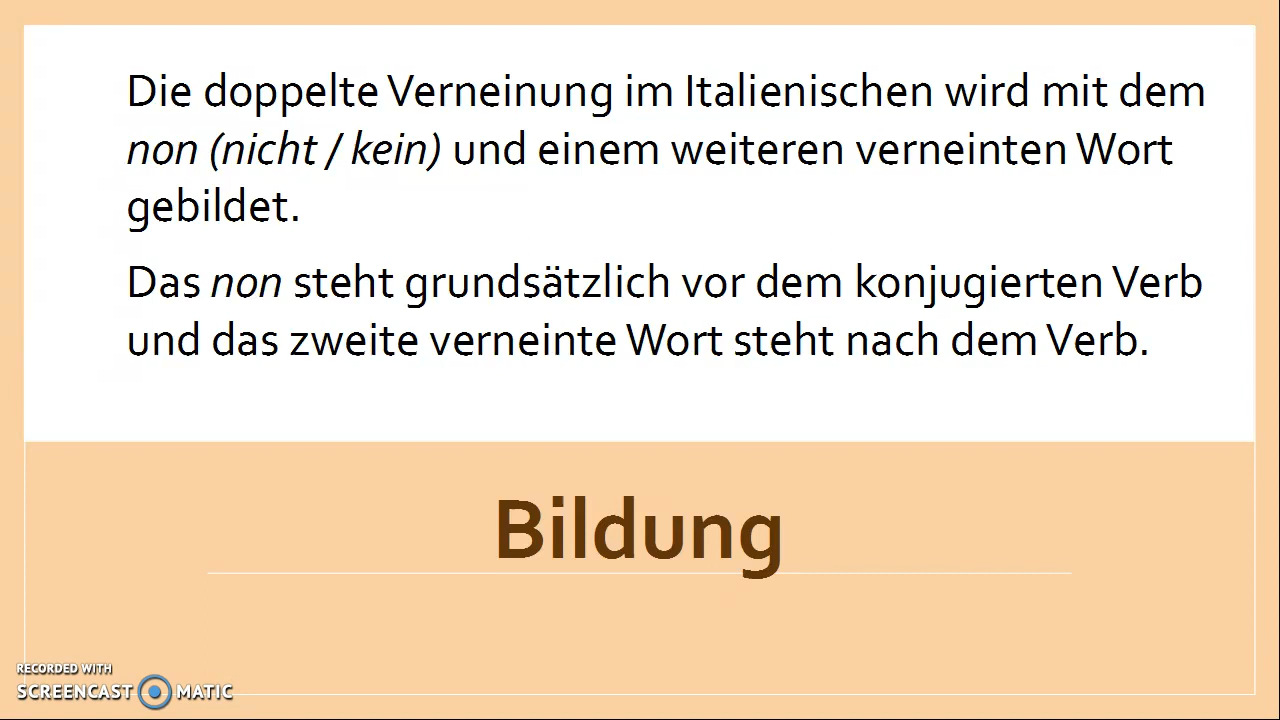 Die doppelte Verneinung im Italienischen wird mit dem
non (nicht / kein) und einem weiteren verneinten Wort
gebildet.
Das non steht grundsätzlich vor dem konjugierten Verb
und das zweite verneinte Wort steht nach dem Verb.
Bildung
RECORDED WITH
SCREENCAST MATIC